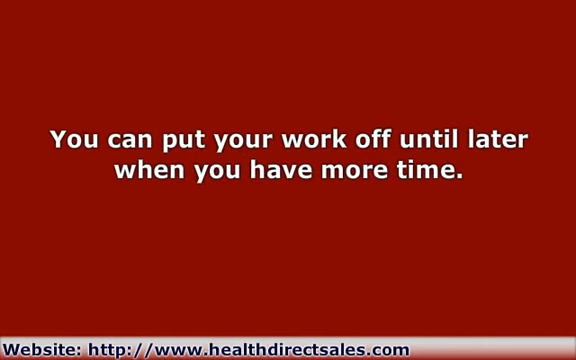 You can put your work off until later
when you have more time.
Website: http://www.healthdirectsales.com